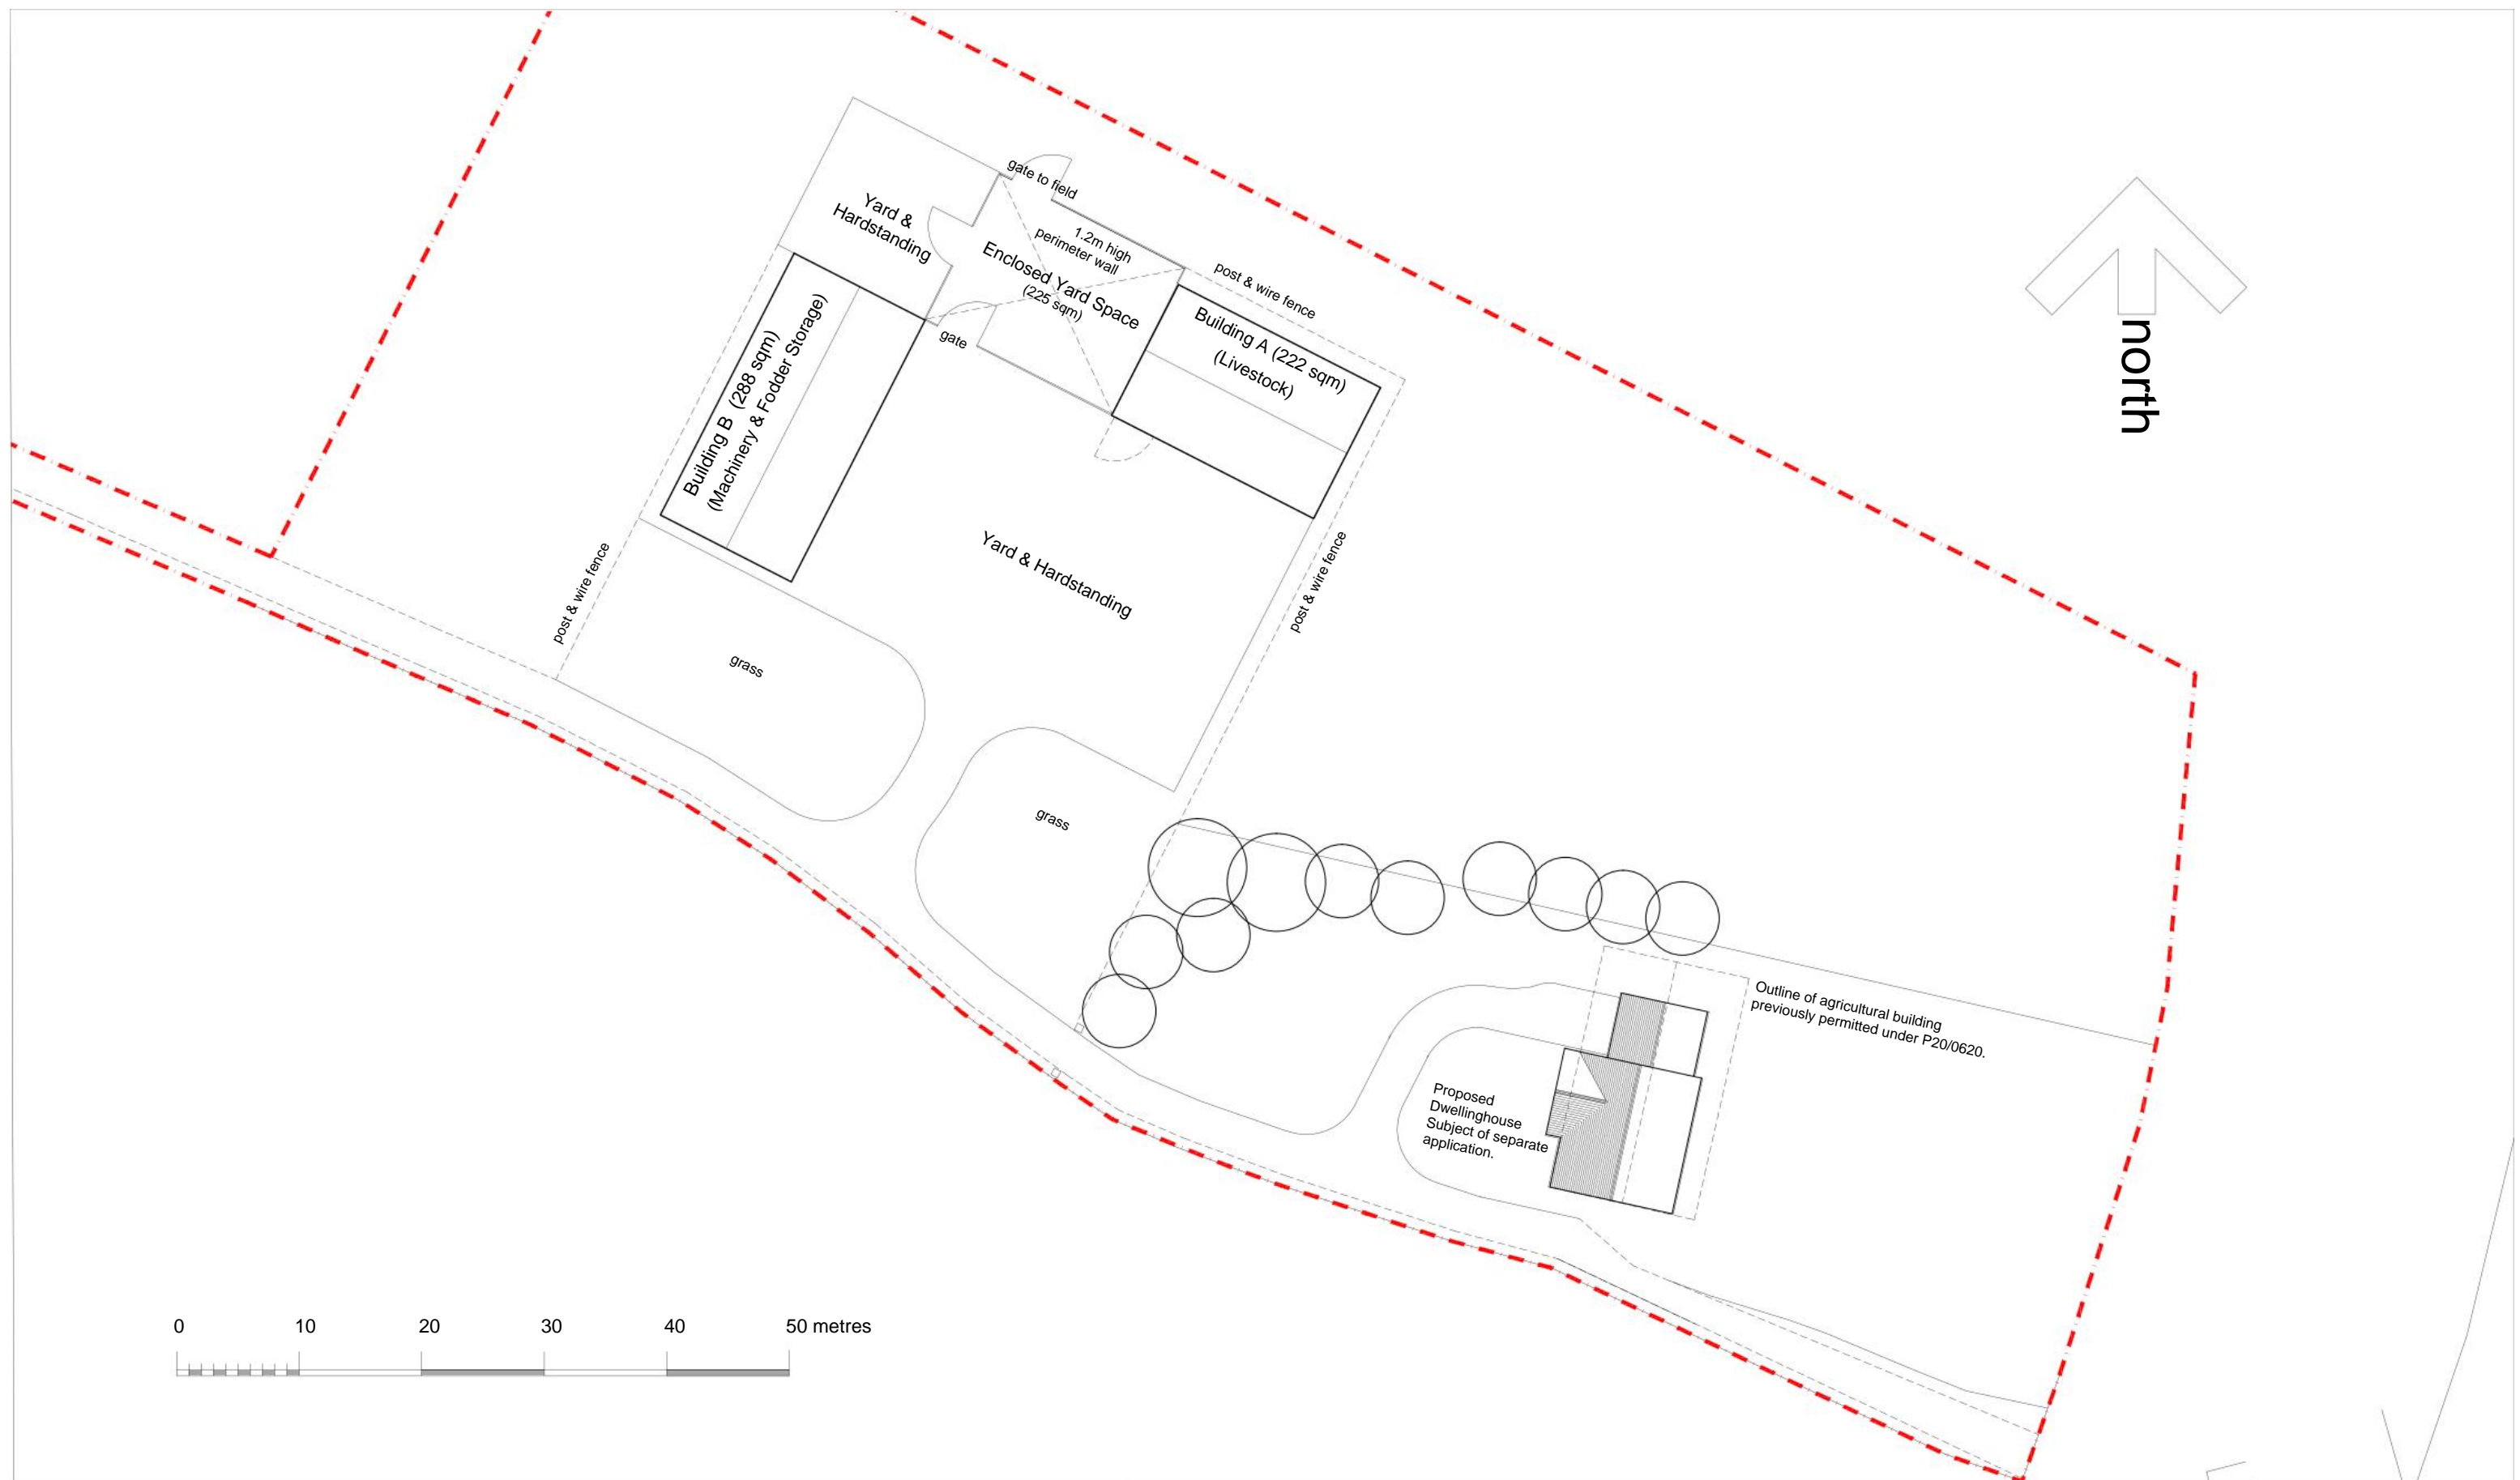 gate to field
Yard &
Hardstanding
1.2m high
perimeter wall
Enclosed Yard Space
(225 sqm)
post & wire fence
gate
Building A (222 sqm)
(Livestock)
Building B (288 sqm)
(Machinery & Fodder Storage)
north
Yard & Hardstanding
post & wire fence
post & wire fence
grass
grass
Outline of agricultural building
previously permitted under P20/0620.
Proposed
Dwellinghouse
Subject of separate
application.
0 10 20 30 40 50 metres